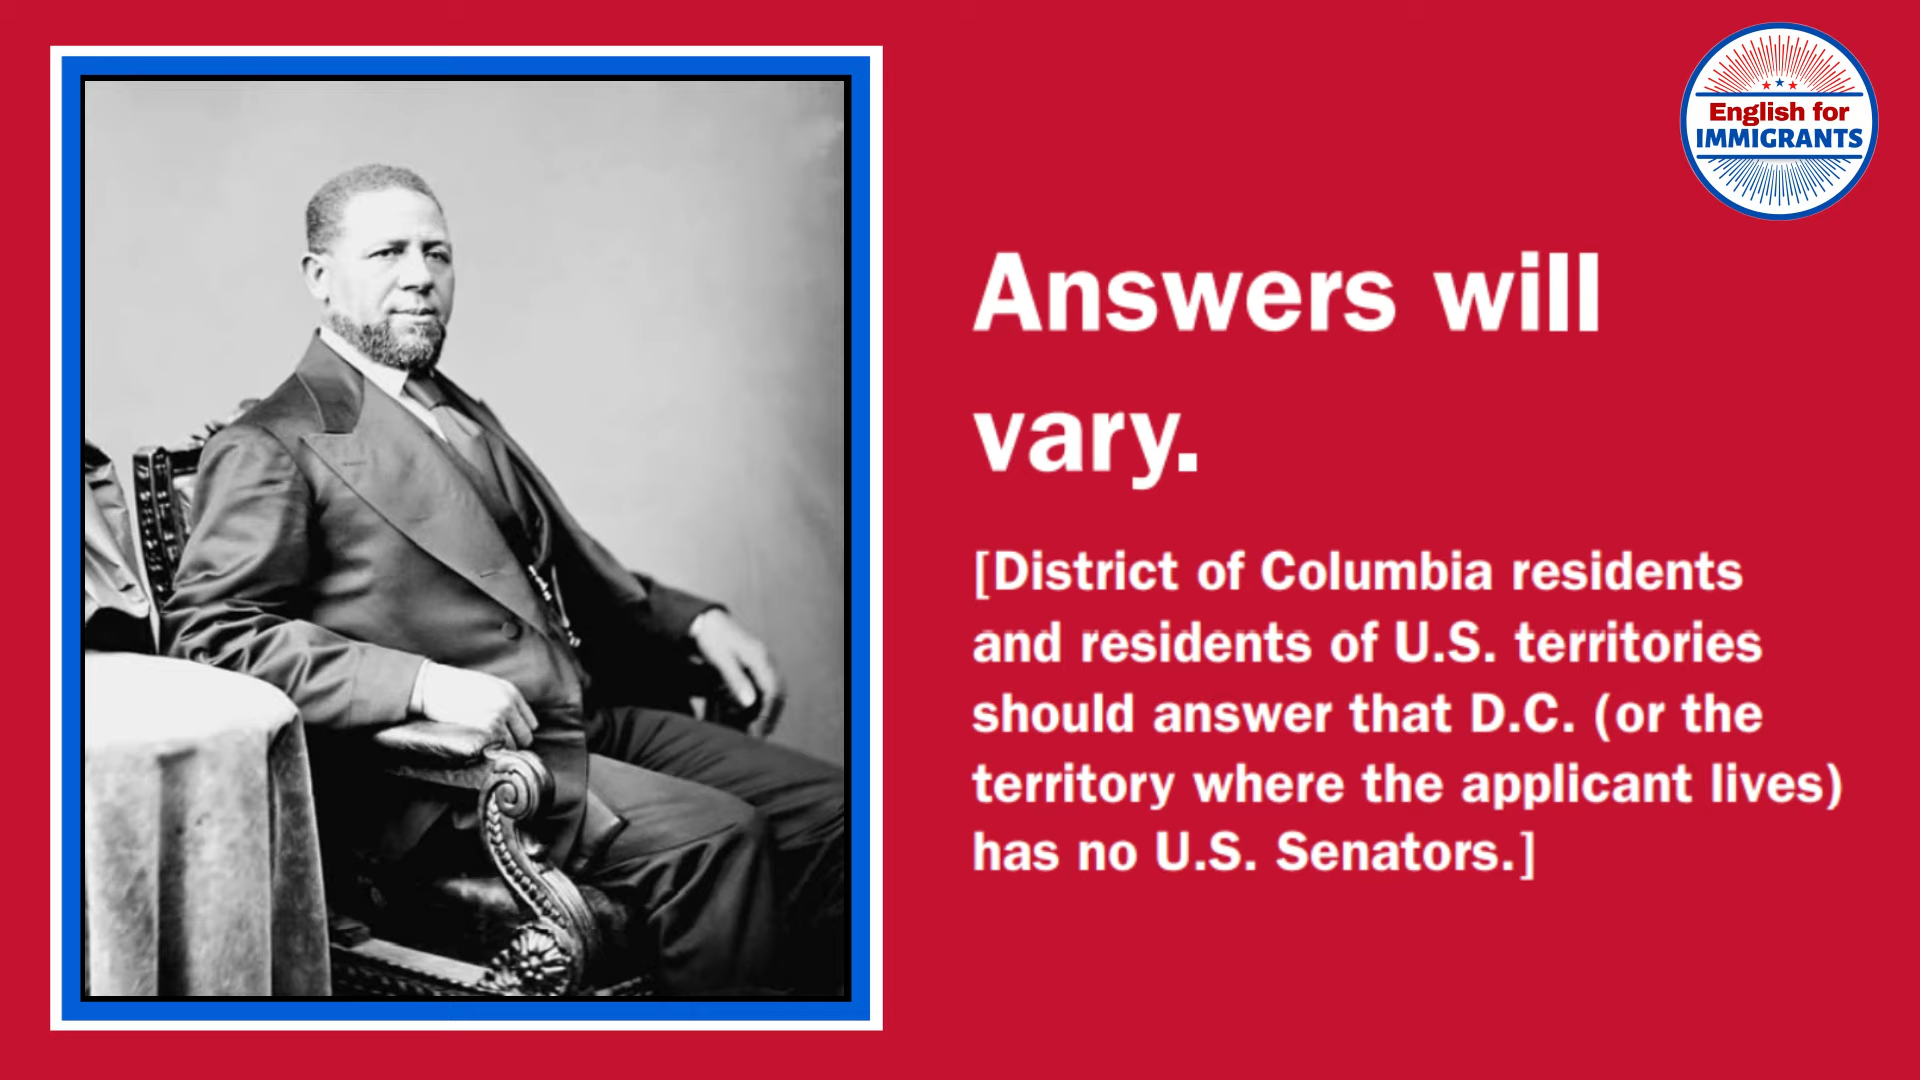 English for
IMMIGRANTS
Answers will
vary.
[District of Columbia residents
and residents of U.S. territories
should answer that D.C. (or the
territory where the applicant lives)
has no U.S. Senators.]